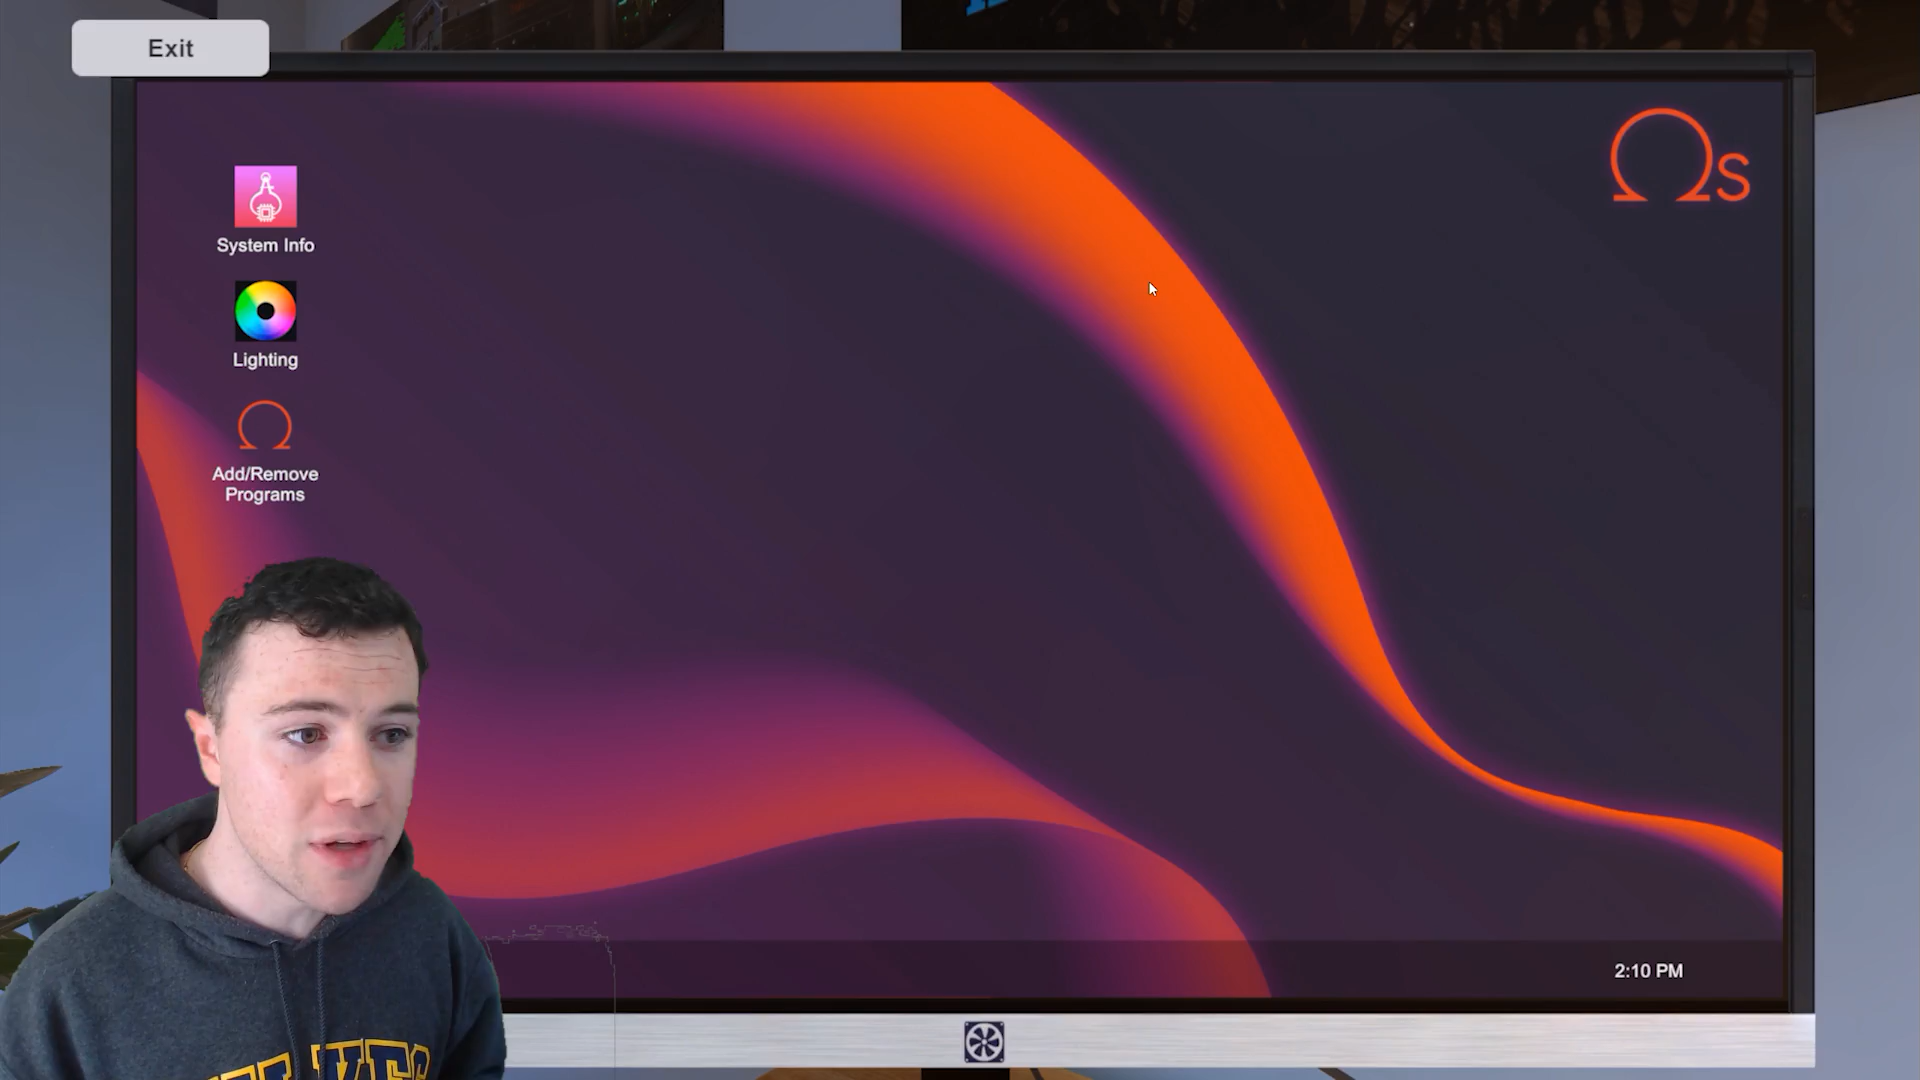 Exit
Ωs
System Info
Lighting
Add/Remove
Programs
2:10 PM